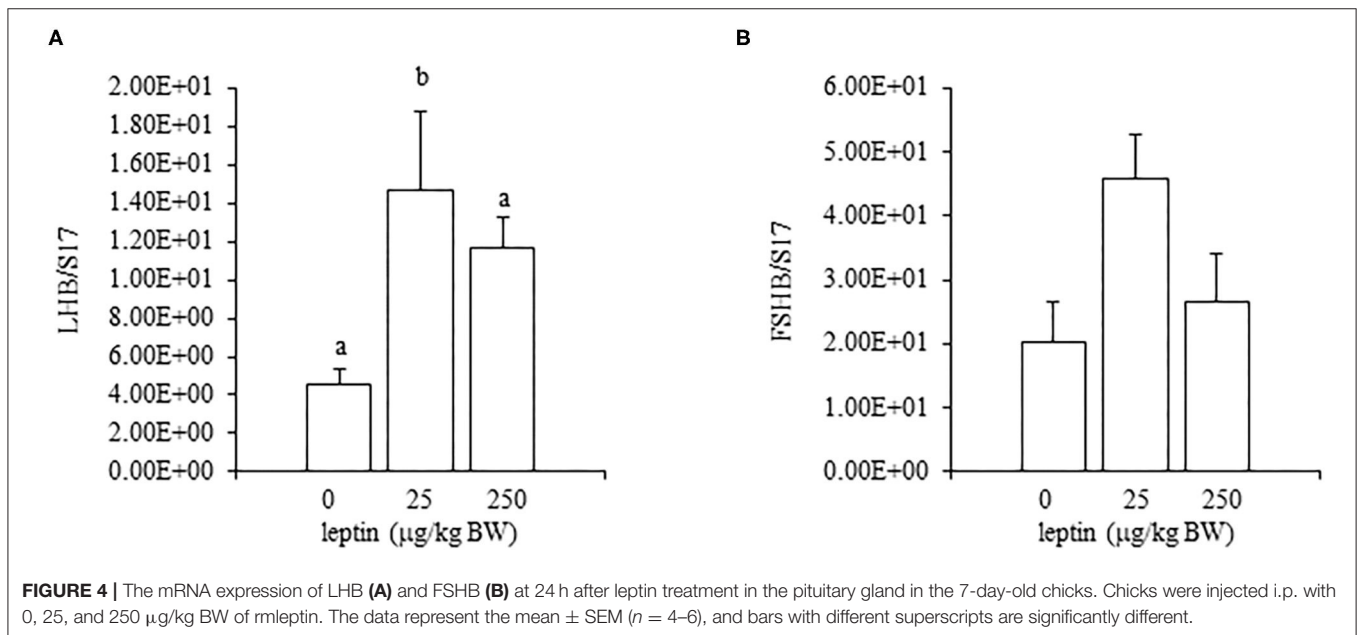 A
b
2.00E+01
1.80E+01
1.60E+01
1.40E+01
1.20E+01
1.00E+01
8.00E+00
6.00E+00
4.00E+00
2.00E+00
0.00E+00
LHB/S17
a
a
0 25 250
leptin (μg/kg BW)
B
6.00E+01
5.00E+01
4.00E+01
3.00E+01
2.00E+01
1.00E+01
0.00E+00
FSHB/S17
0 25 250
leptin (μg/kg BW)
FIGURE 4 | The mRNA expression of LHB (A) and FSHB (B) at 24 h after leptin treatment in the pituitary gland in the 7-day-old chicks. Chicks were injected i.p. with
0, 25, and 250 μg/kg BW of rmleptin. The data represent the mean ± SEM (n = 4–6), and bars with different superscripts are significantly different.